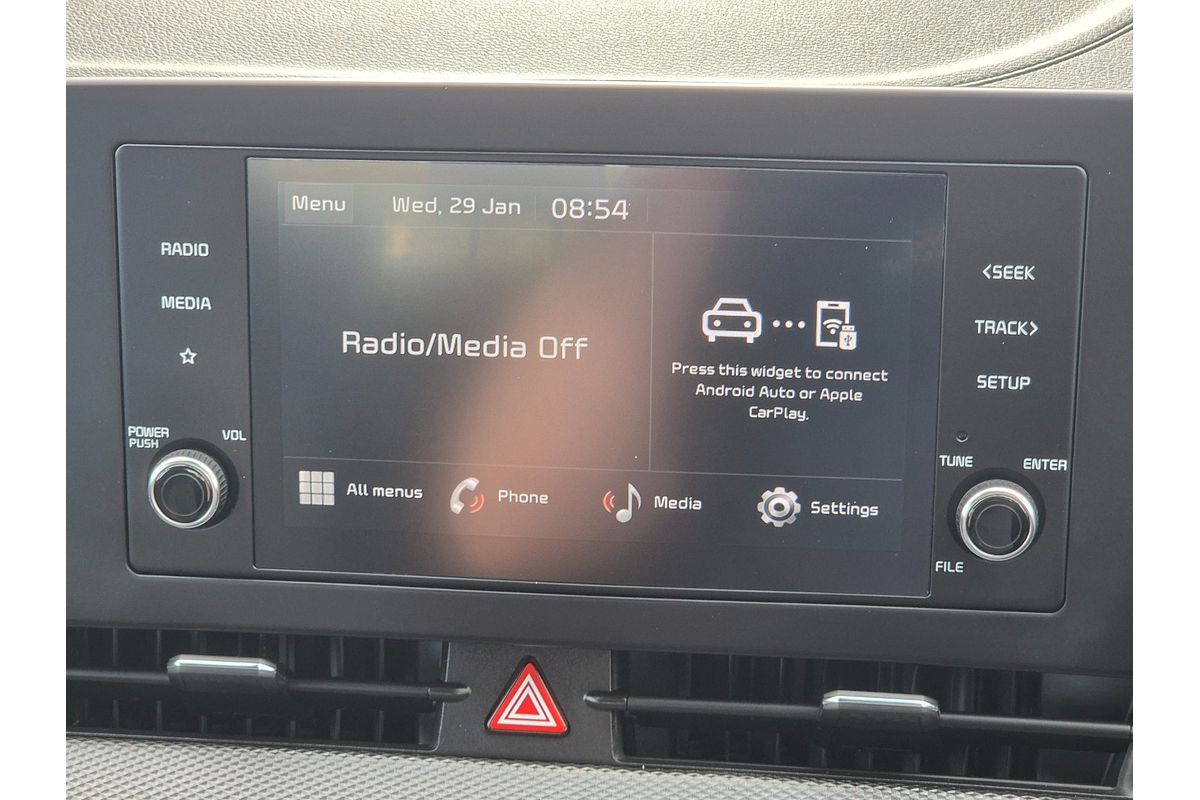 Menu
Wed, 29 Jan
08:54
RADIO
MEDIA
POWER
PUSH
VOL
Radio/Media Off
Press this widget to connect
Android Auto or Apple
CarPlay.
All menus
Phone
Media
Settings
<SEEK
TRACK>
SETUP
TUNE
ENTER
FILE